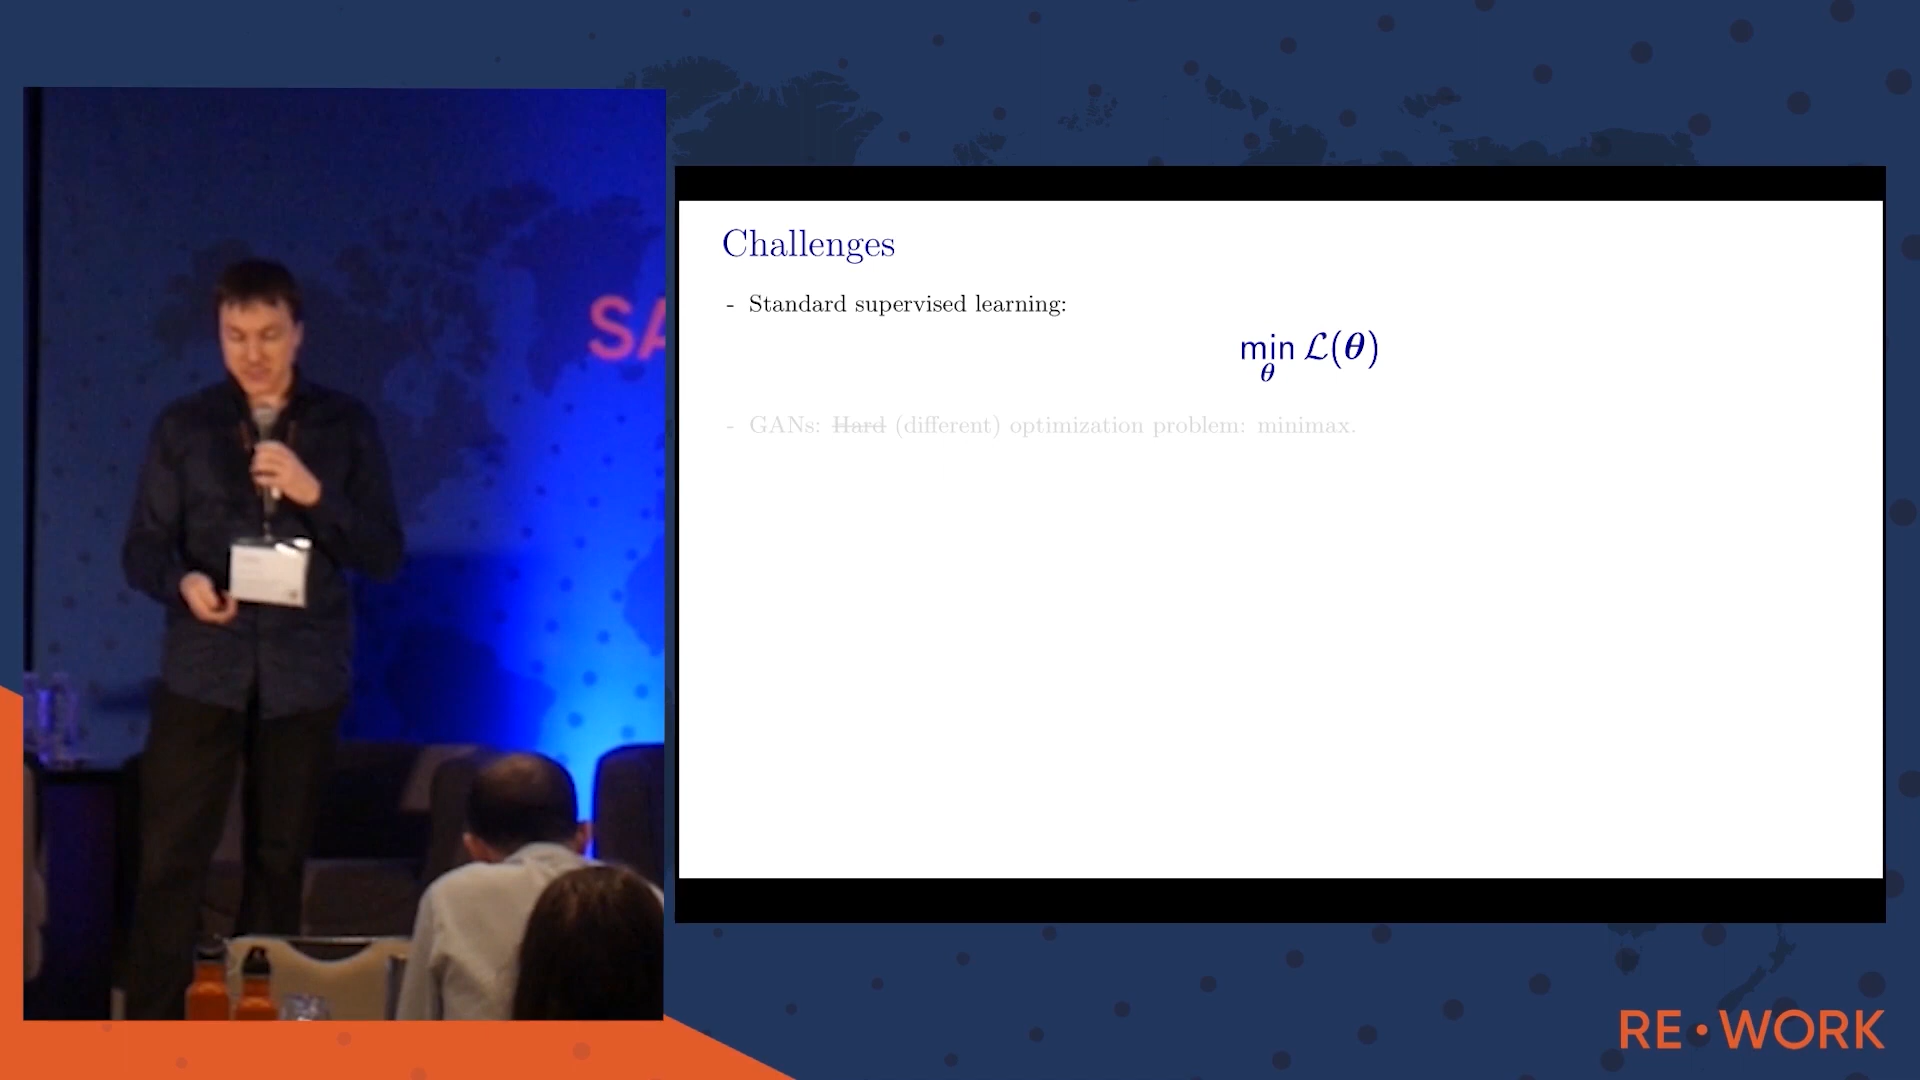 SA
Challenges
- Standard supervised learning:
min L(θ)
θ
- GANs: Hard (different) optimization problem: minimax.
RE•WORK